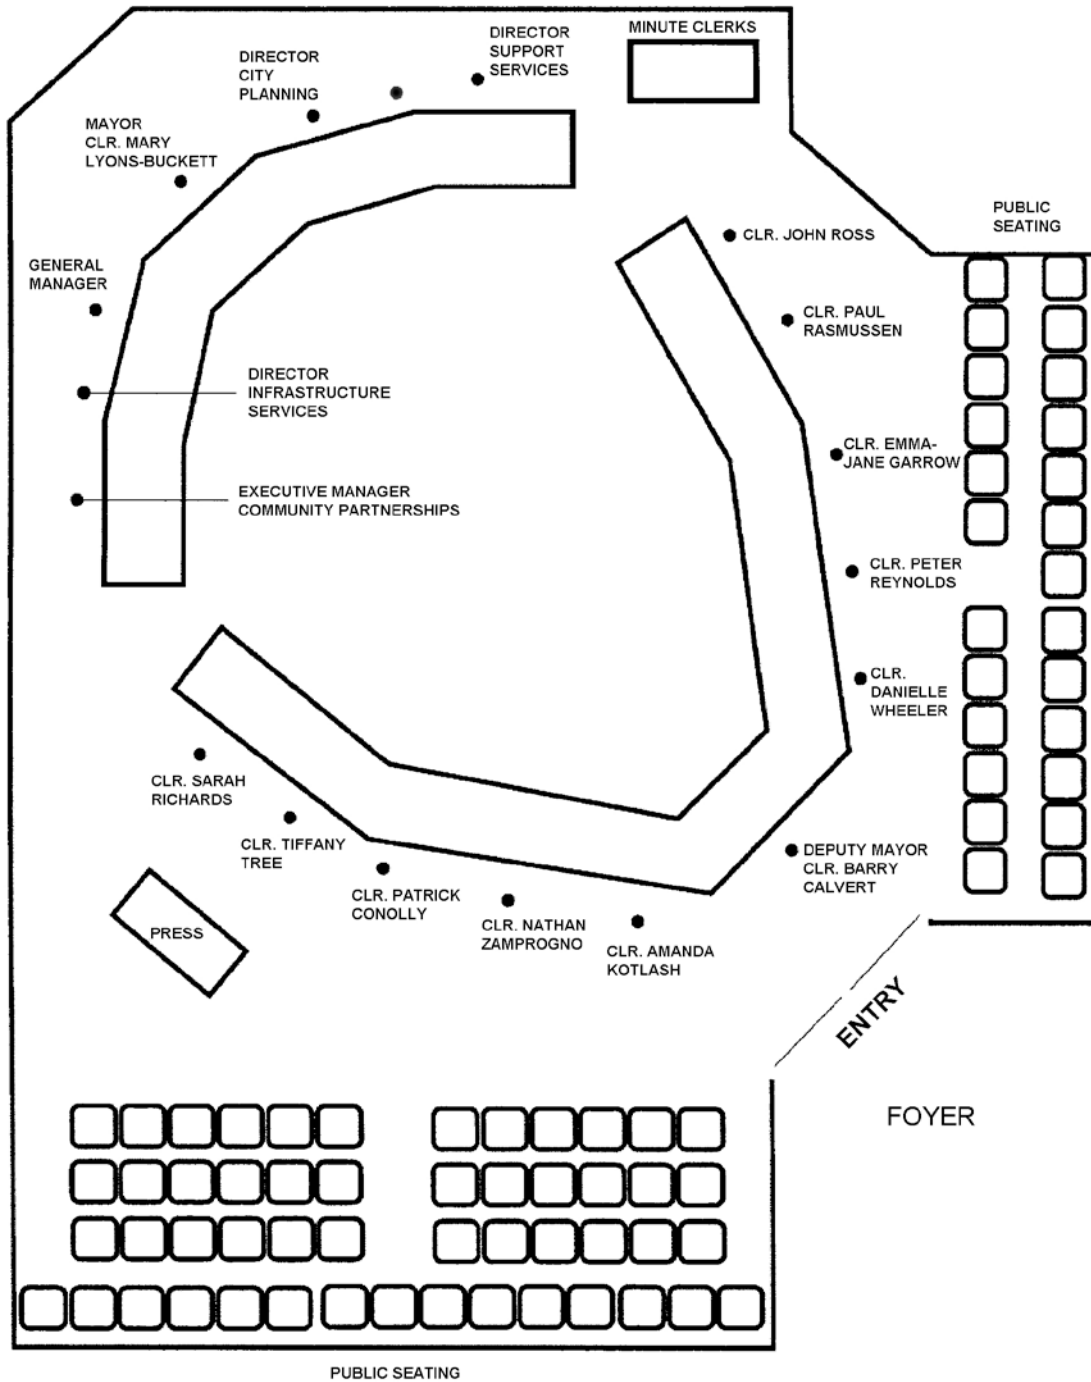 MINUTE CLERKS
DIRECTOR
SUPPORT
SERVICES
DIRECTOR
CITY
PLANNING
MAYOR
CLR. MARY
LYONS-BUCKETT
GENERAL
MANAGER
DIRECTOR
INFRASTRUCTURE
SERVICES
EXECUTIVE MANAGER
COMMUNITY PARTNERSHIPS
CLR. JOHN ROSS
CLR. PAUL
RASMUSSEN
CLR. EMMA-
JANE GARROW
CLR. PETER
REYNOLDS
CLR.
DANIELLE
WHEELER
DEPUTY MAYOR
CLR. BARRY
CALVERT
PUBLIC
SEATING
CLR. SARAH
RICHARDS
CLR. TIFFANY
TREE
CLR. PATRICK
CONOLLY
CLR. NATHAN
ZAMPROGNO
CLR. AMANDA
KOTLASH
PRESS
ENTRY
FOYER
PUBLIC SEATING